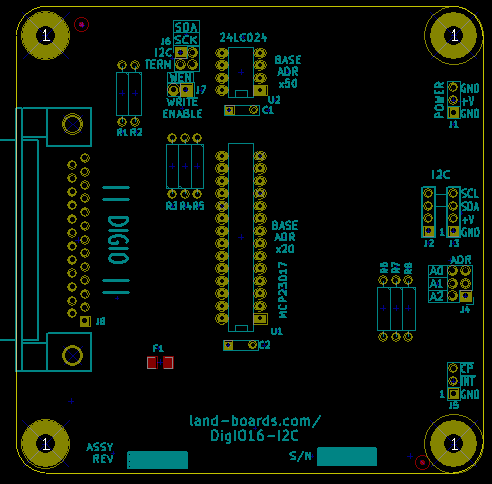 1
1
SDA
SCK
J6
I2C
TERM
WEN
J7
WRITE
ENABLE
R1 R2
24LC024
BASE
ADR
x50
U2
C1
POWER
GND
+V
GND
J1
R3 R4 R5
I2C
SCL
SDA
+V
1 GND
J2 J3
DIGIO
BASE
ADR
x20
MCP23017
U1
C2
R6
R7
R8
ADR
A0
A1
A2
J4
J8
F1
CP
INT
1 GND
J5
land-boards.com/
DigIO16-I2C
1
1
ASSY
REV
S/N